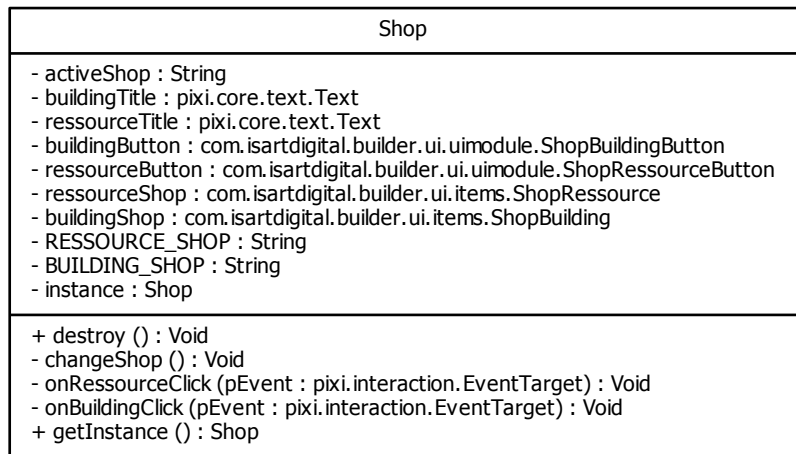 Shop
- activeShop : String
- buildingTitle : pixi.core.text.Text
- ressourceTitle : pixi.core.text.Text
- buildingButton : com.isartdigital.builder.ui.uimodule.ShopBuildingButton
- ressourceButton : com.isartdigital.builder.ui.uimodule.ShopRessourceButton
- ressourceShop : com.isartdigital.builder.ui.items.ShopRessource
- buildingShop : com.isartdigital.builder.ui.items.ShopBuilding
- RESSOURCE_SHOP : String
- BUILDING_SHOP : String
- instance : Shop
+ destroy () : Void
- changeShop () : Void
- onRessourceClick (pEvent : pixi.interaction.EventTarget) : Void
- onBuildingClick (pEvent : pixi.interaction.EventTarget) : Void
+ getInstance () : Shop